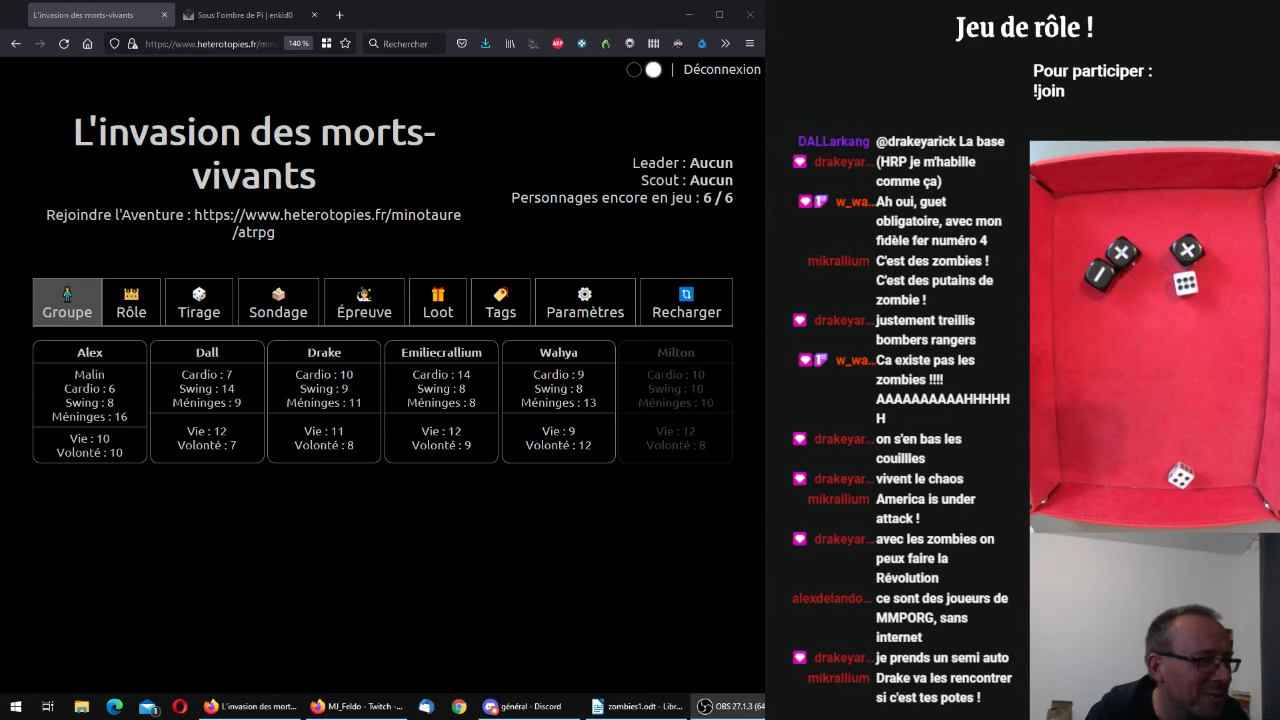 L'invasion des morts-vivants
Sous l'ombre de Pi | enkid0
https://www.heterotopies.fr/min
140 %
Rechercher
ABP
| Déconnexion
L'invasion des morts-
vivants
Rejoindre l'Aventure : https://www.heterotopies.fr/minotaure
/atrpg
Leader : Aucun
Scout : Aucun
Personnages encore en jeu : 6 / 6
Groupe
Rôle
Tirage
Sondage
Épreuve
Loot
Tags
Paramètres
Recharger
Alex
Malin
Cardio : 6
Swing : 8
Méninges : 16
Vie : 10
Volonté : 10
Dall
Cardio : 7
Swing : 14
Méninges : 9
Vie : 12
Volonté : 7
Drake
Cardio : 10
Swing : 9
Méninges : 11
Vie : 11
Volonté : 8
Emiliecrallium
Cardio : 14
Swing : 8
Méninges : 8
Vie : 12
Volonté : 9
Wahya
Cardio : 9
Swing : 8
Méninges : 13
Vie : 9
Volonté : 12
Milton
Cardio : 10
Swing : 10
Méninges : 10
Vie : 12
Volonté : 8
L'invasion des mort...
MJ_Feldo - Twitch -...
général - Discord
zombies1.odt - Libr...
OBS 27.1.3 (64
Jeu de rôle !
Pour participer :
!join
DALLarkang @drakeyarick La base
drakeyar... (HRP je m'habille
comme ça)
w_wa... Ah oui, guet
obligatoire, avec mon
fidèle fer numéro 4
mikrallium C'est des zombies !
C'est des putains de
zombie !
drakeyar... justement treillis
bombers rangers
w_wa... Ca existe pas les
zombies !!!!
AAAAAAAAAAHHHHH
H
drakeyar... on s'en bas les
couillles
drakeyar... vivent le chaos
mikrallium America is under
attack !
drakeyar... avec les zombies on
peux faire la
Révolution
alexdelando... ce sont des joueurs de
MMPORG, sans
internet
drakeyar... je prends un semi auto
mikrallium Drake va les rencontrer
si c'est tes potes !